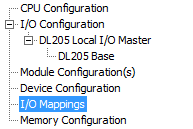 CPU Configuration
I/O Configuration
DL205 Local I/O Master
DL205 Base
Module Configuration(s)
Device Configuration
I/O Mappings
Memory Configuration